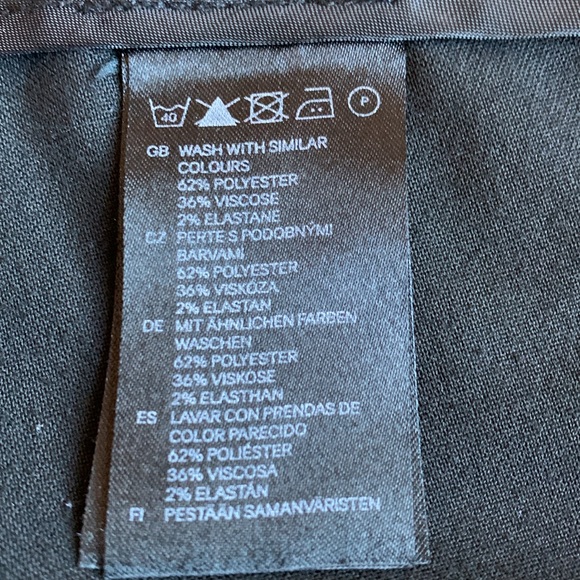 40 P
GB WASH WITH SIMILAR
COLOURS
62% POLYESTER
36% VISCOSE
2% ELASTANE
CZ PERTE S PODOBNÝMI
BARVAMI
62% POLYESTER
36% VISKÓZA
2% ELASTAN
DE MIT ÄHNLICHEN FARBEN
WASCHEN
62% POLYESTER
36% VISKOSE
2% ELASTHAN
ES LAVAR CON PRENDAS DE
COLOR PARECIDO
62% POLIÉSTER
36% VISCOSA
2% ELASTÁN
FI PESTÄÄN SAMANVÄRISTEN